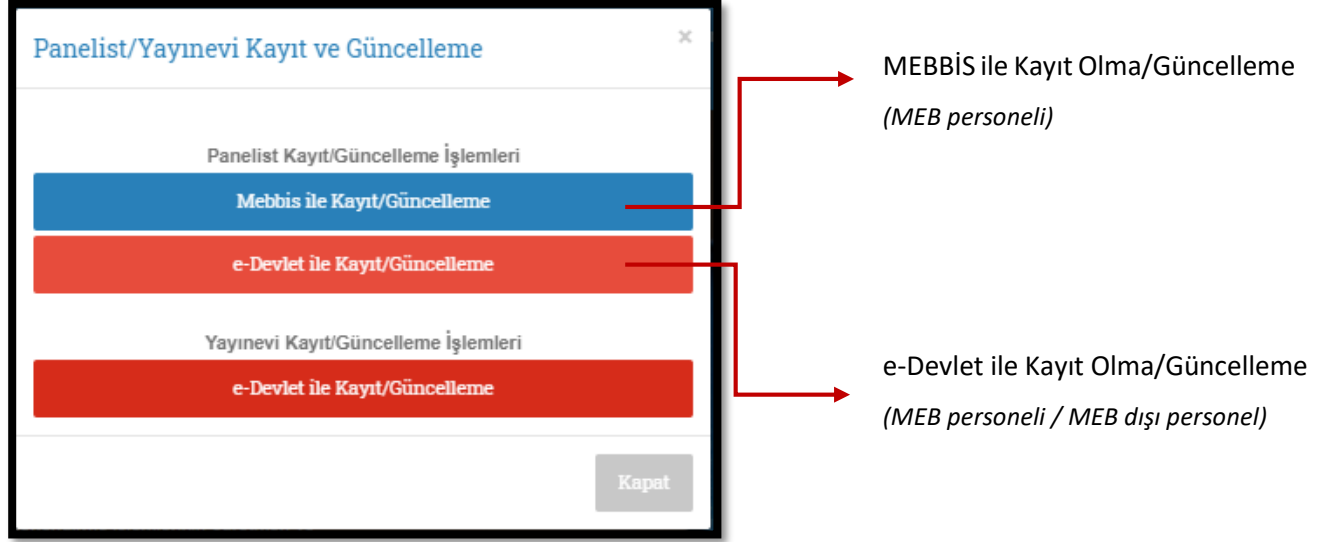 Panelist/Yayınevi Kayıt ve Güncelleme
×
Panelist Kayıt/Güncelleme İşlemleri
Mebbis ile Kayıt/Güncelleme
e-Devlet ile Kayıt/Güncelleme
Yayınevi Kayıt/Güncelleme İşlemleri
e-Devlet ile Kayıt/Güncelleme
Kapat
MEBBİS ile Kayıt Olma/Güncelleme
(MEB personeli)
e-Devlet ile Kayıt Olma/Güncelleme
(MEB personeli / MEB dışı personel)